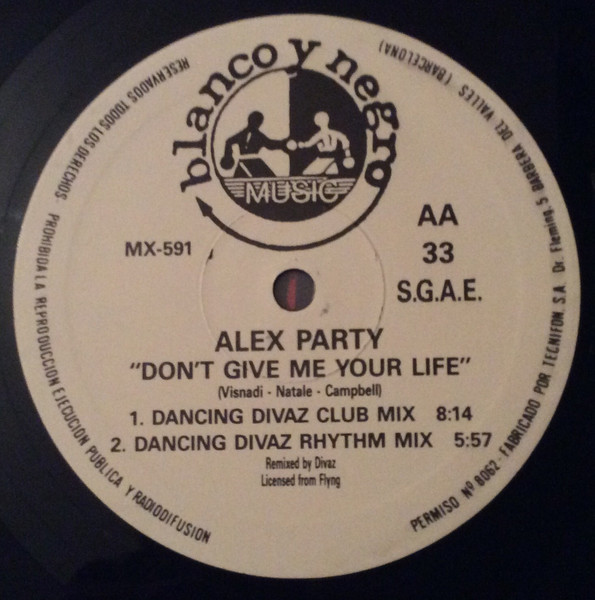 blanco y negro
MUSIC
MX-591
AA
33
S.G.A.E.
ALEX PARTY
"DON'T GIVE ME YOUR LIFE"
(Visnadi - Natale - Campbell)
1. DANCING DIVAZ CLUB MIX 8:14
2. DANCING DIVAZ RHYTHM MIX 5:57
Remixed by Divaz
Licensed from Flyng
RESERVADOS TODOS LOS DERECHOS · PROHIBIDA LA REPRODUCCION EJECUCION PUBLICA Y RADIODIFUSION
PERMISO Nº 8062 - FABRICADO POR TECNIFON, S.A. Dr. Fleming, 5 BARBERA DEL VALLES (BARCELONA)